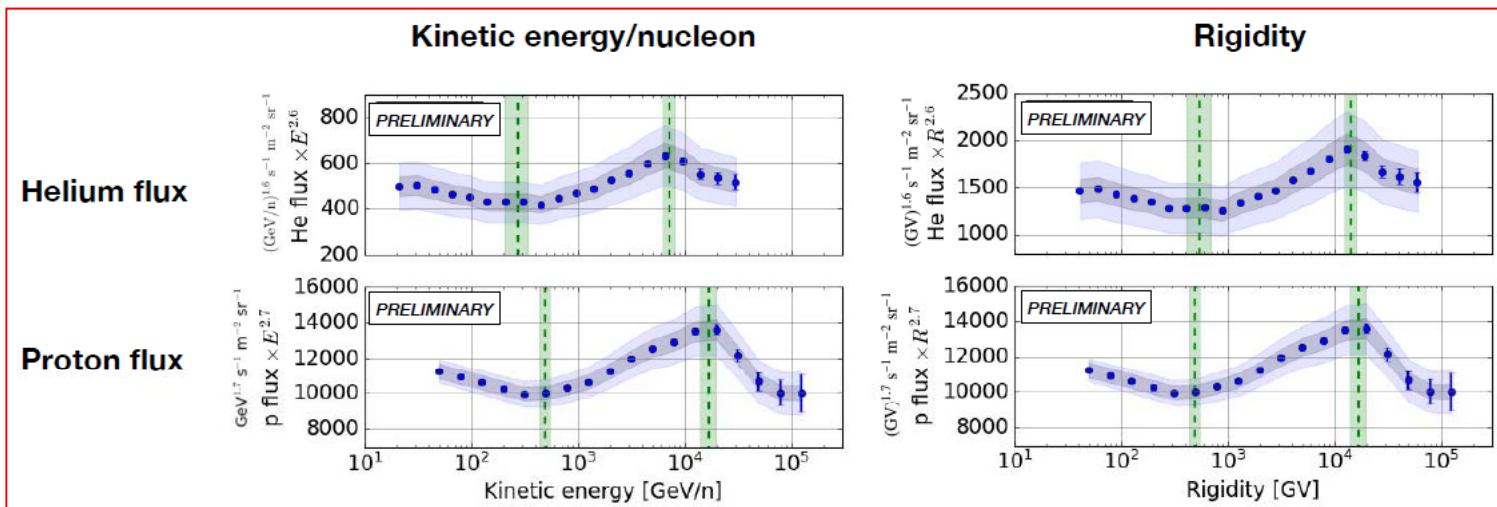 Kinetic energy/nucleon
Rigidity
Helium flux
(GeV/n)^{1.6} s^{-1} m^{-2} sr^{-1}
He flux ×E^{2.6}
800
600
400
200
PRELIMINARY
(GV)^{1.6} s^{-1} m^{-2} sr^{-1}
He flux ×R^{2.6}
2500
2000
1500
1000
PRELIMINARY
Proton flux
GeV^{1.7} s^{-1} m^{-2} sr^{-1}
p flux ×E^{2.7}
16000
14000
12000
10000
8000
PRELIMINARY
10^1 10^2 10^3 10^4 10^5
Kinetic energy [GeV/n]
(GV)^{1.7} s^{-1} m^{-2} sr^{-1}
p flux ×R^{2.7}
16000
14000
12000
10000
8000
PRELIMINARY
10^1 10^2 10^3 10^4 10^5
Rigidity [GV]